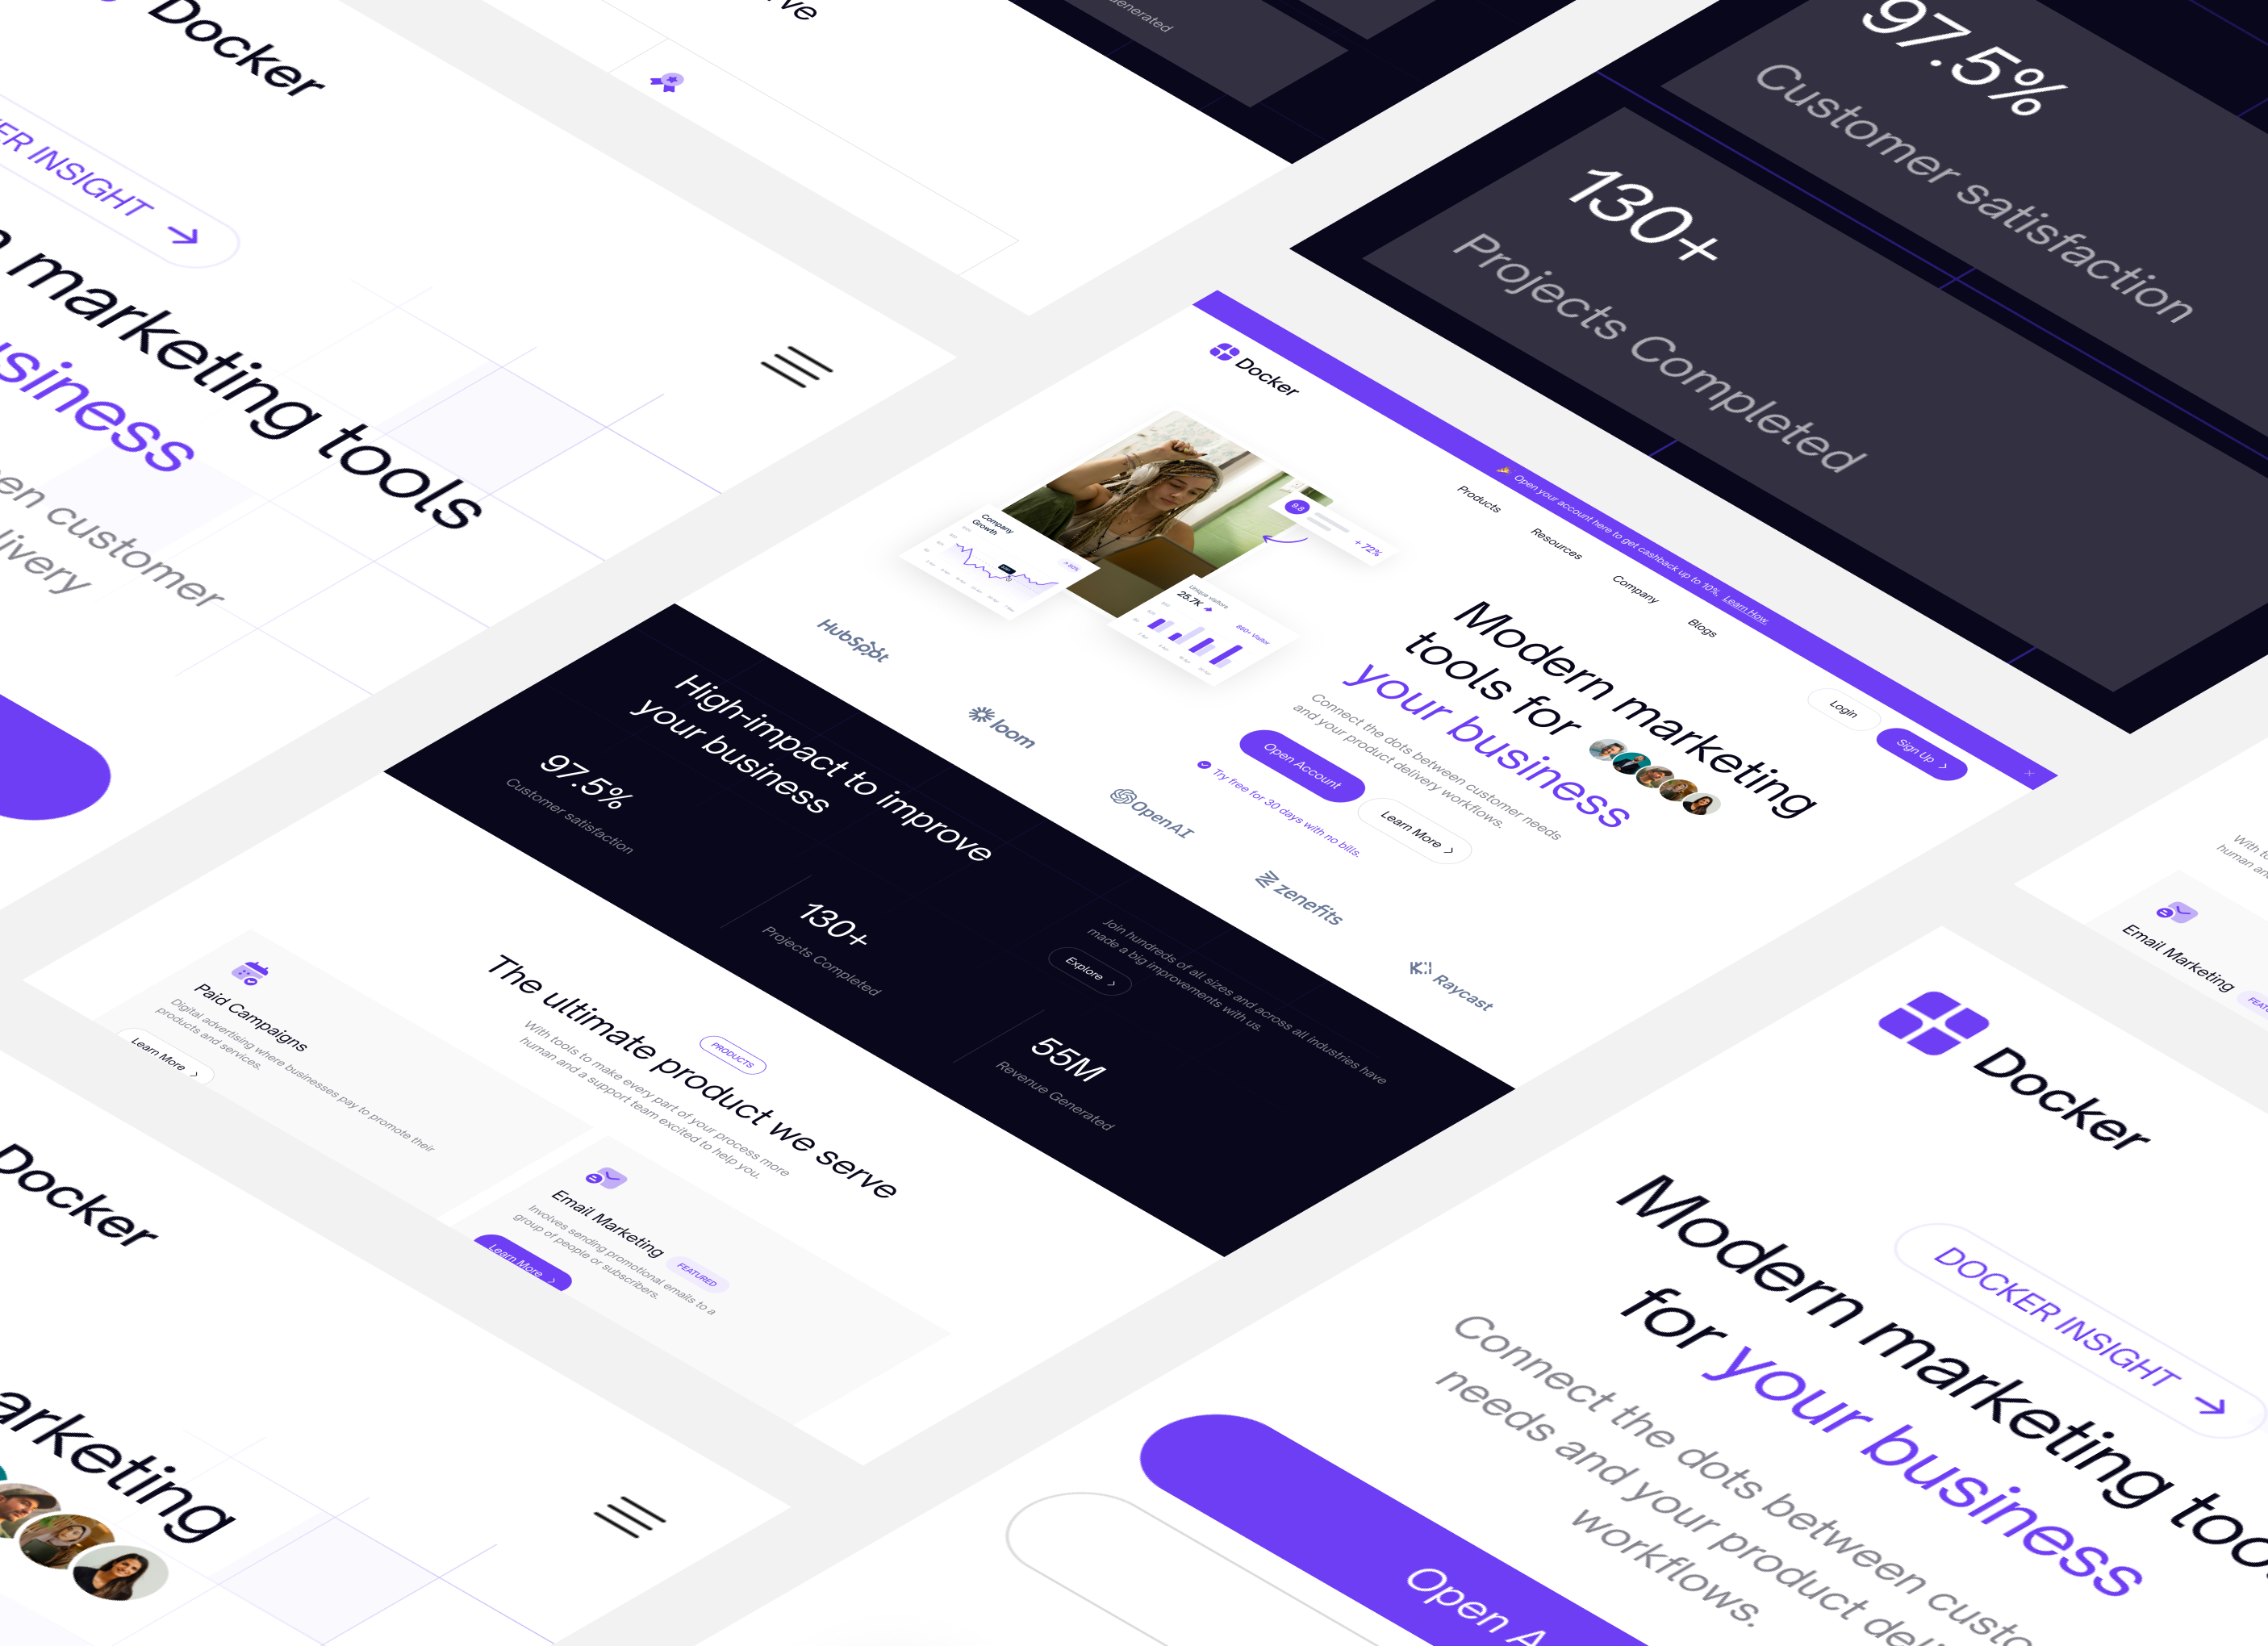 Docker
ER INSIGHT
marketing tools
business
en customer
livery
ve
Generated
97.5%
Customer satisfaction
130+
Projects Completed
🎉 Open your account here to get cashback up to 10%. Learn How.
Docker
Products
Resources
Company
Blogs
Login
Sign Up
Modern marketing
tools for
your business
Connect the dots between customer needs
and your product delivery workflows.
Open Account
Learn More
Try free for 30 days with no bills.
9.8
+ 72%
Company
Growth
Unique visitors
25.7K
HubSpot
loom
OpenAI
Zenefits
Raycast
High-impact to improve
your business
Join hundreds of all sizes and across all industries have
made a big improvements with us.
Explore
97.5%
Customer satisfaction
130+
Projects Completed
55M
Revenue Generated
PRODUCTS
The ultimate product we serve
With tools to make every part of your process more
human and a support team excited to help you.
Paid Campaigns
Digital advertising where businesses pay to promote their
products and services.
Learn More
Email Marketing
FEATURED
Involves sending promotional emails to a
group of people or subscribers.
Learn More
With to
human an
Email Marketing
FEATU
Docker
arketing
Docker
DOCKER INSIGHT
Modern marketing too
for your business
Connect the dots between custo
needs and your product deli
workflows.
Open A